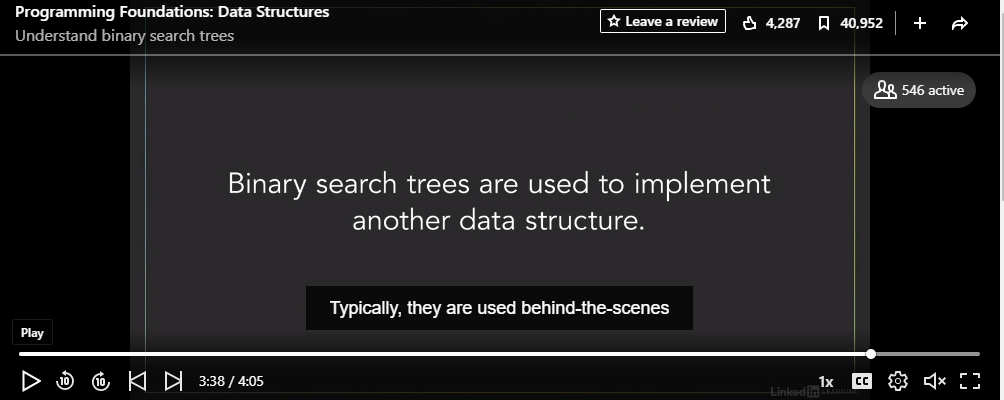 Programming Foundations: Data Structures
Leave a review
4,287
40,952
Understand binary search trees
546 active
Binary search trees are used to implement
another data structure.
Typically, they are used behind-the-scenes
Play
10
10
3:38 / 4:05
1x
CC
Linked in LEARNING